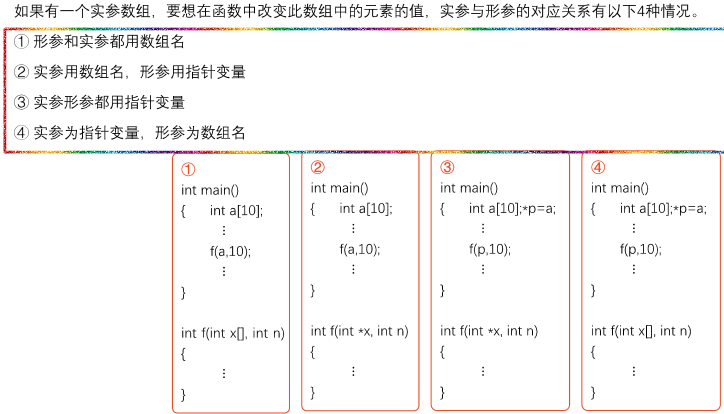 如果有一个实参数组，要想在函数中改变此数组中的元素的值，实参与形参的对应关系有以下4种情况。
① 形参和实参都用数组名
② 实参用数组名，形参用指针变量
③ 实参形参都用指针变量
④ 实参为指针变量，形参为数组名
①
int main()
{ int a[10];
⋮
f(a,10);
⋮
}
int f(int x[], int n)
{
⋮
}
②
int main()
{ int a[10];
⋮
f(a,10);
⋮
}
int f(int *x, int n)
{
⋮
}
③
int main()
{ int a[10];*p=a;
⋮
f(p,10);
⋮
}
int f(int *x, int n)
{
⋮
}
④
int main()
{ int a[10];*p=a;
⋮
f(p,10);
⋮
}
int f(int x[], int n)
{
⋮
}